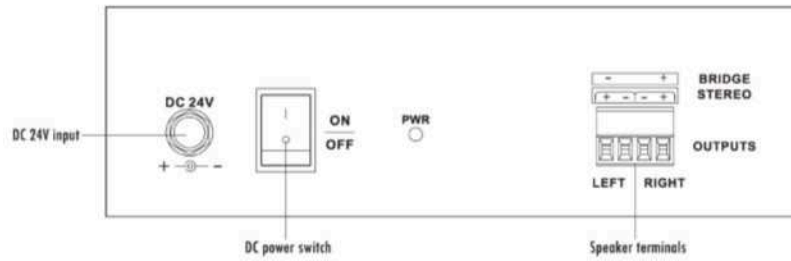 DC 24V
DC 24V input
+ -
I
ON
OFF
PWR
- +
BRIDGE
+ - - +
STEREO
OUTPUTS
LEFT RIGHT
DC power switch
Speaker terminals